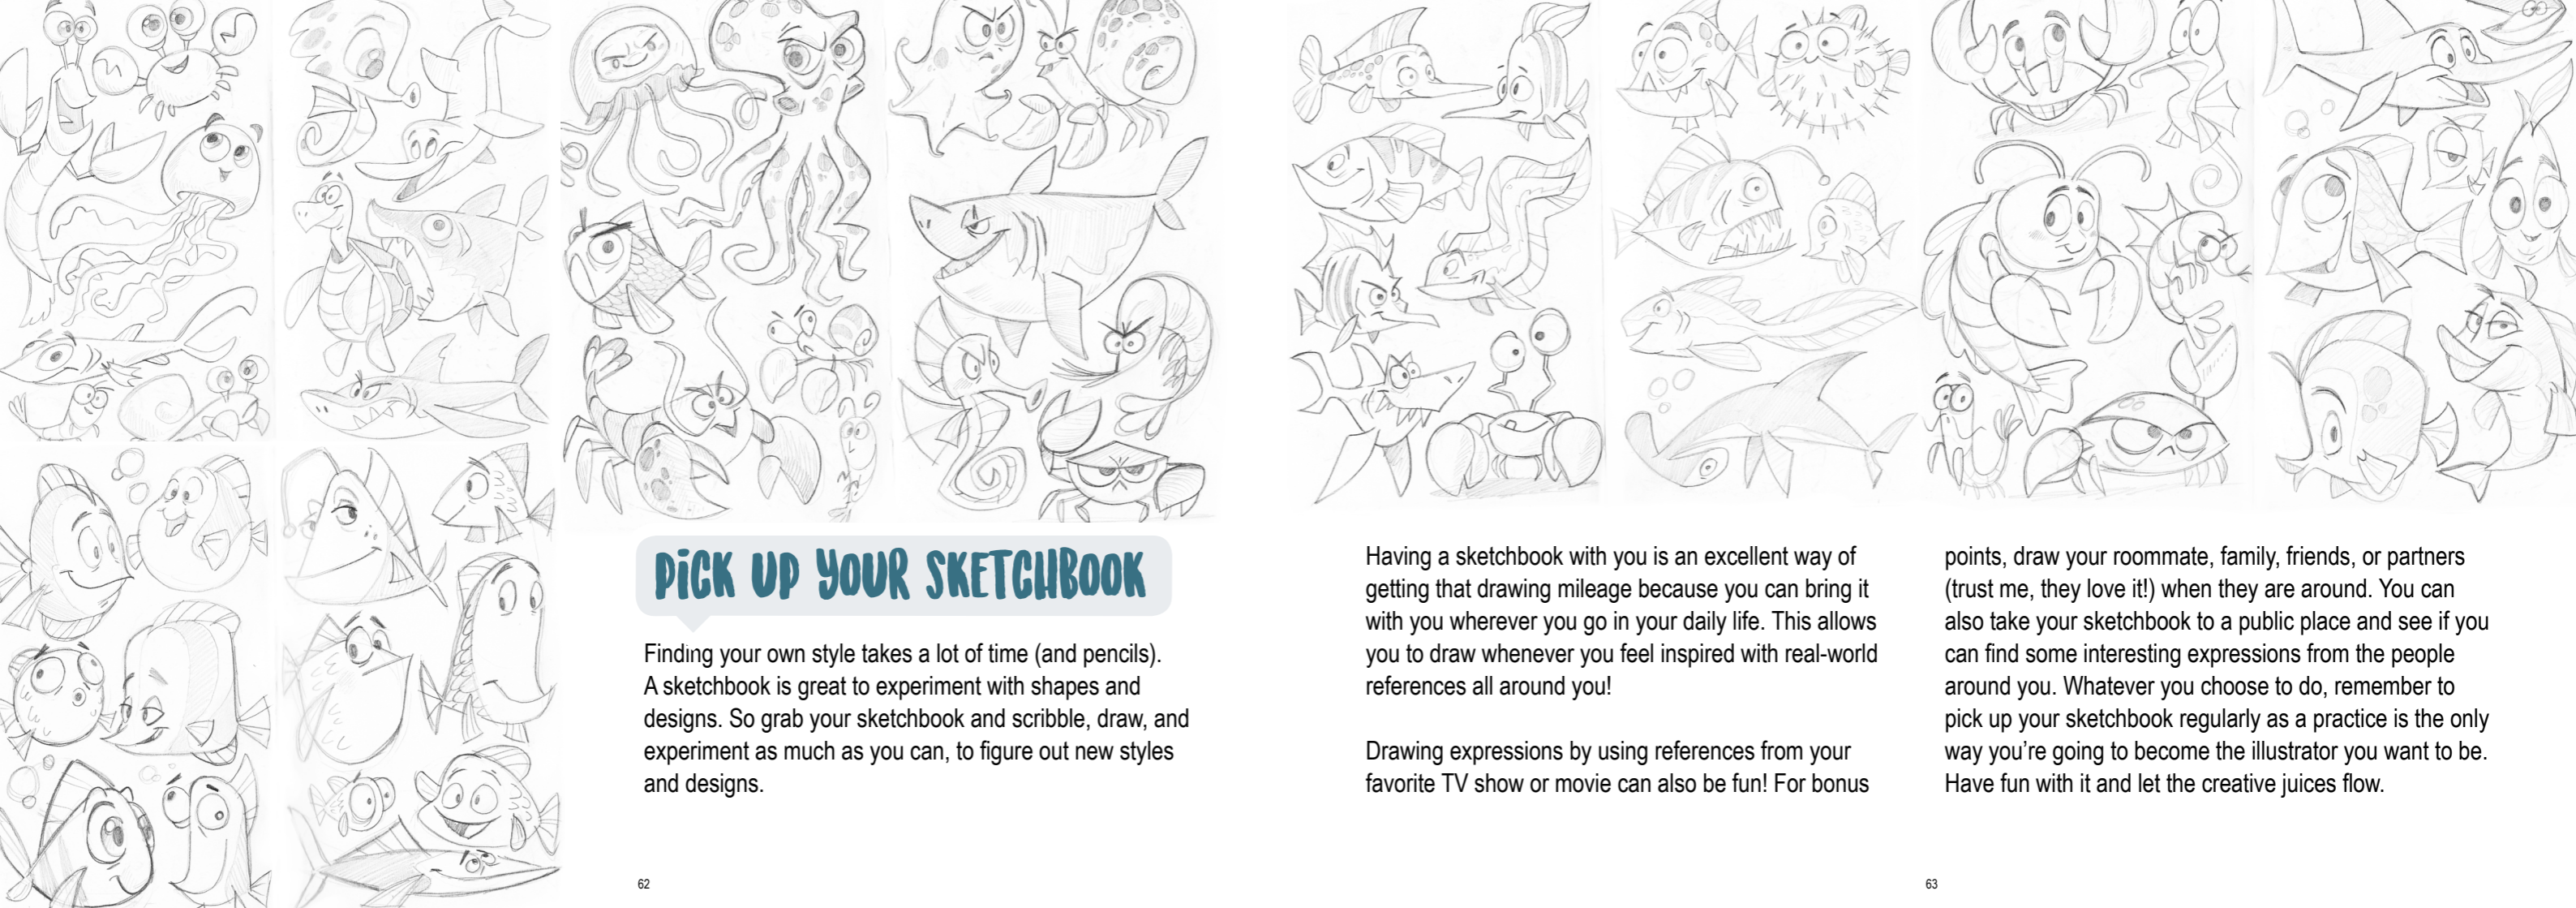 PiCK UP YOUR SKETCHBOOK
Finding your own style takes a lot of time (and pencils).
A sketchbook is great to experiment with shapes and
designs. So grab your sketchbook and scribble, draw, and
experiment as much as you can, to figure out new styles
and designs.
62
Having a sketchbook with you is an excellent way of
getting that drawing mileage because you can bring it
with you wherever you go in your daily life. This allows
you to draw whenever you feel inspired with real-world
references all around you!
Drawing expressions by using references from your
favorite TV show or movie can also be fun! For bonus
points, draw your roommate, family, friends, or partners
(trust me, they love it!) when they are around. You can
also take your sketchbook to a public place and see if you
can find some interesting expressions from the people
around you. Whatever you choose to do, remember to
pick up your sketchbook regularly as a practice is the only
way you’re going to become the illustrator you want to be.
Have fun with it and let the creative juices flow.
63